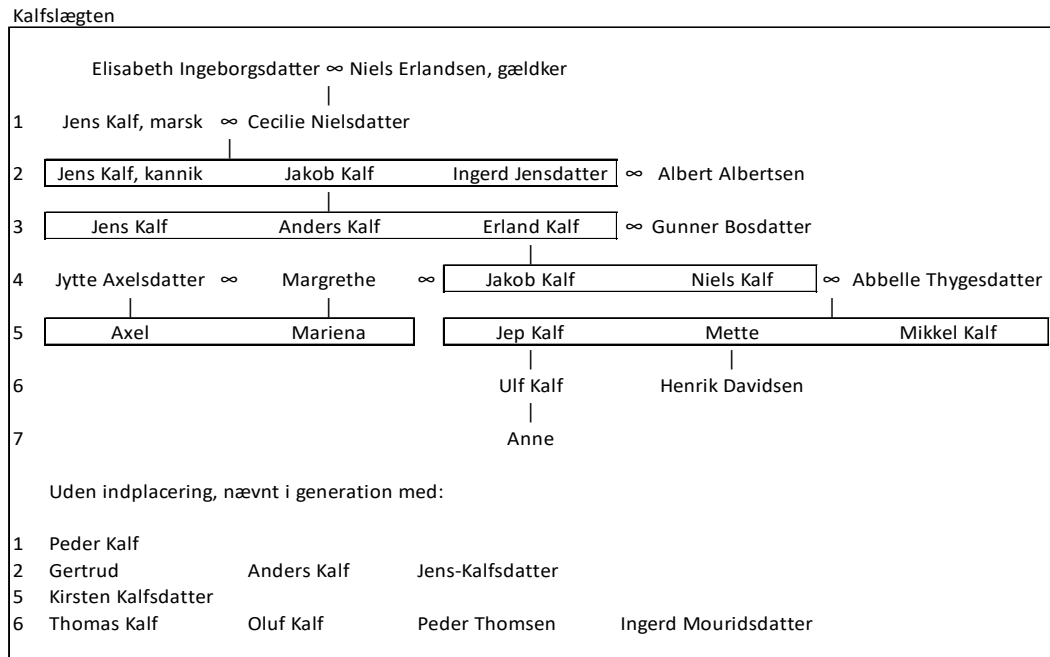 Kalfslægten
Elisabeth Ingeborgsdatter ∞ Niels Erlandsen, gældker
1 Jens Kalf, marsk ∞ Cecilie Nielsdatter
2 Jens Kalf, kannik Jakob Kalf Ingerd Jensdatter ∞ Albert Albertsen
3 Jens Kalf Anders Kalf Erland Kalf ∞ Gunner Bosdatter
4 Jytte Axelsdatter ∞ Margrethe ∞ Jakob Kalf Niels Kalf ∞ Abbelle Thygesdatter
5 Axel Mariena Jep Kalf Mette Mikkel Kalf
6 Ulf Kalf Henrik Davidsen
7 Anne
Uden indplacering, nævnt i generation med:
1 Peder Kalf
2 Gertrud Anders Kalf Jens-Kalfsdatter
5 Kirsten Kalfsdatter
6 Thomas Kalf Oluf Kalf Peder Thomsen Ingerd Mouridsdatter